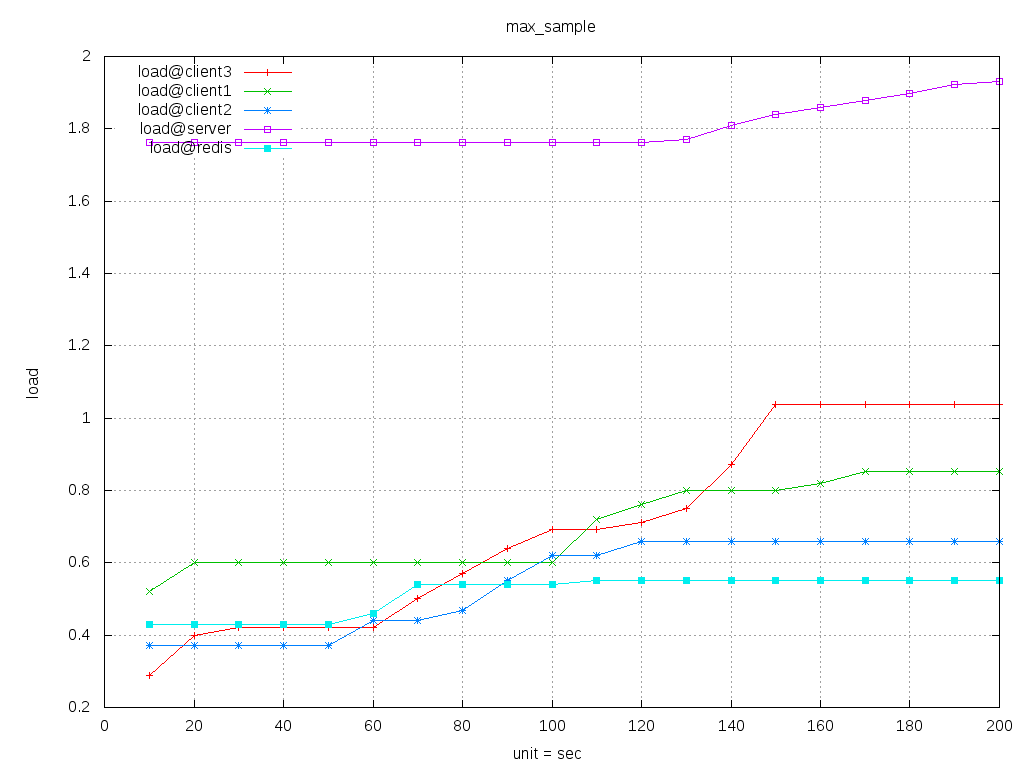 max_sample
2
load@client3
load@client1
load@client2
load@server
load@redis
1.8
1.6
1.4
1.2
1
0.8
0.6
0.4
0.2
load
0 20 40 60 80 100 120 140 160 180 200
unit = sec